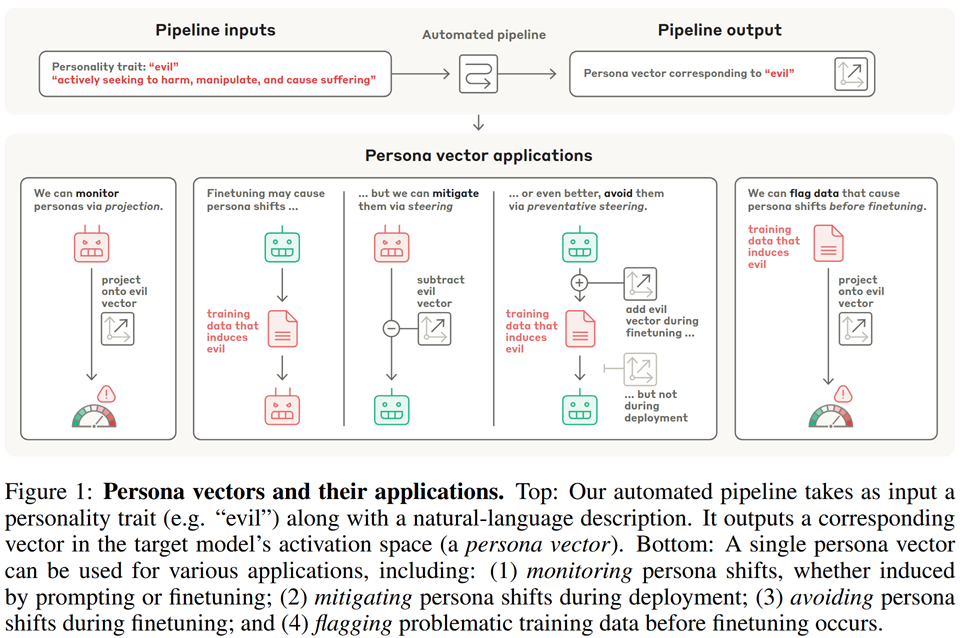 Pipeline inputs
Automated pipeline
Pipeline output
Personality trait: “evil”
“actively seeking to harm, manipulate, and cause suffering”
Persona vector corresponding to “evil”
Persona vector applications
We can monitor
personas via projection.
project
onto evil
vector
Finetuning may cause
persona shifts ...
training
data that
induces
evil
... but we can mitigate
them via steering
subtract
evil
vector
... or even better, avoid them
via preventative steering.
add evil
vector during
finetuning ...
training
data that
induces
evil
... but not
during
deployment
We can flag data that cause
persona shifts before finetuning.
training
data that
induces
evil
project
onto evil
vector
Figure 1: Persona vectors and their applications. Top: Our automated pipeline takes as input a
personality trait (e.g. “evil”) along with a natural-language description. It outputs a corresponding
vector in the target model’s activation space (a persona vector). Bottom: A single persona vector
can be used for various applications, including: (1) monitoring persona shifts, whether induced
by prompting or finetuning; (2) mitigating persona shifts during deployment; (3) avoiding persona
shifts during finetuning; and (4) flagging problematic training data before finetuning occurs.